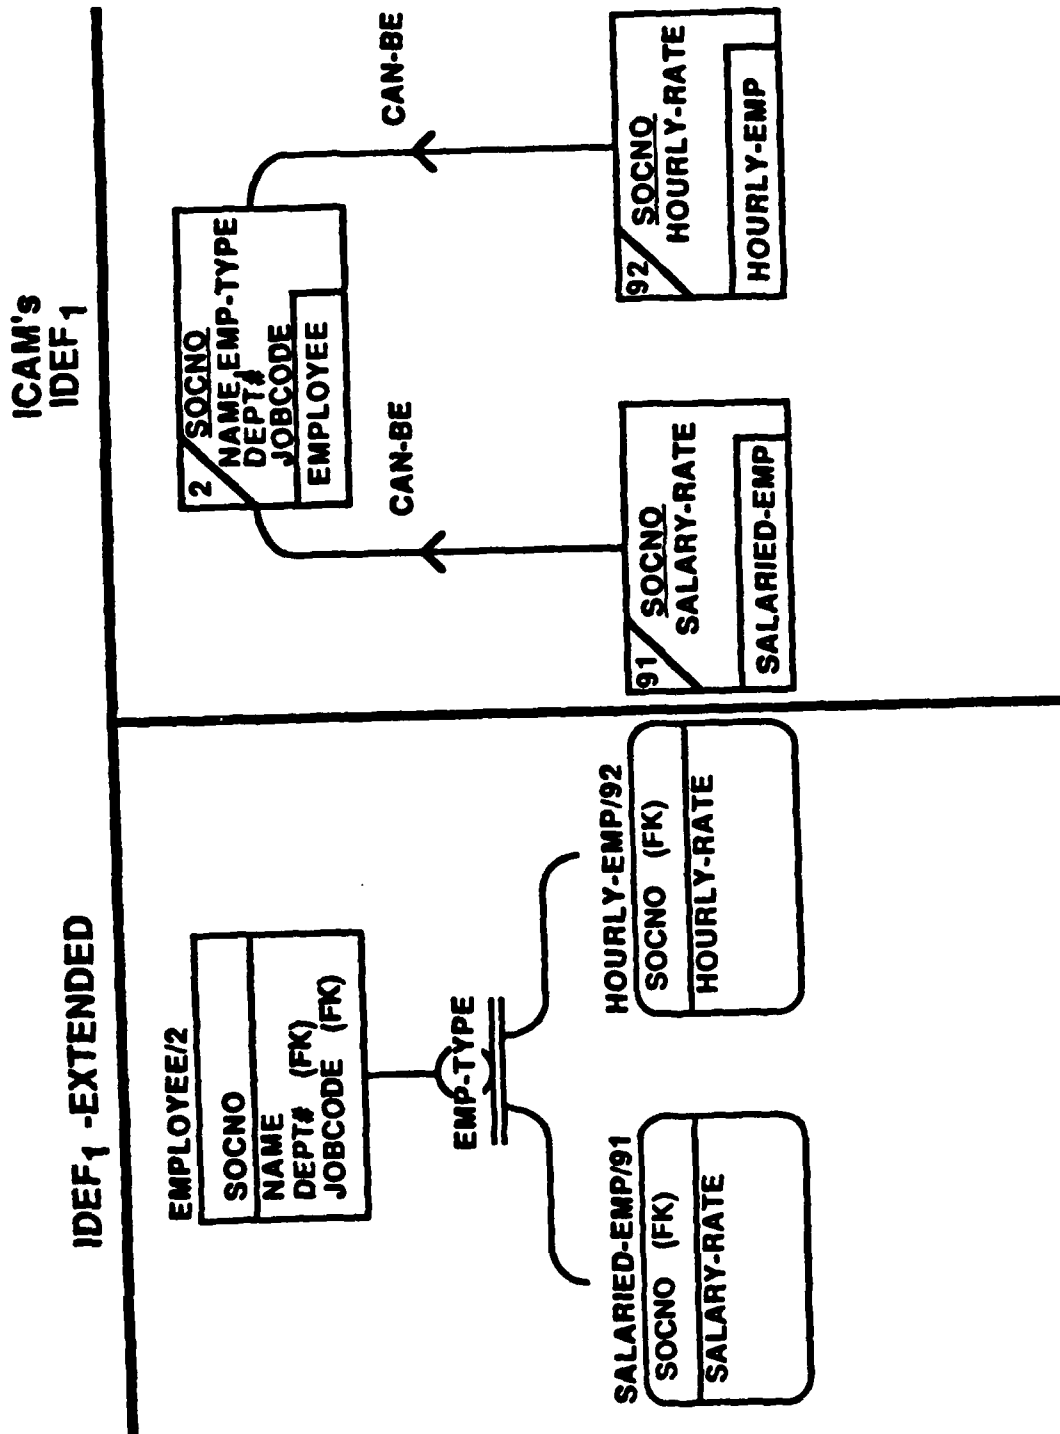 IDEF1 -EXTENDED
EMPLOYEE/2
SOCNO
NAME
DEPT# (FK)
JOBCODE (FK)
EMP-TYPE
SALARIED-EMP/91
SOCNO (FK)
SALARY-RATE
HOURLY-EMP/92
SOCNO (FK)
HOURLY-RATE
ICAM's
IDEF1
2
SOCNO
NAME,EMP-TYPE
DEPT#
JOBCODE
EMPLOYEE
CAN-BE
CAN-BE
91
SOCNO
SALARY-RATE
SALARIED-EMP
92
SOCNO
HOURLY-RATE
HOURLY-EMP